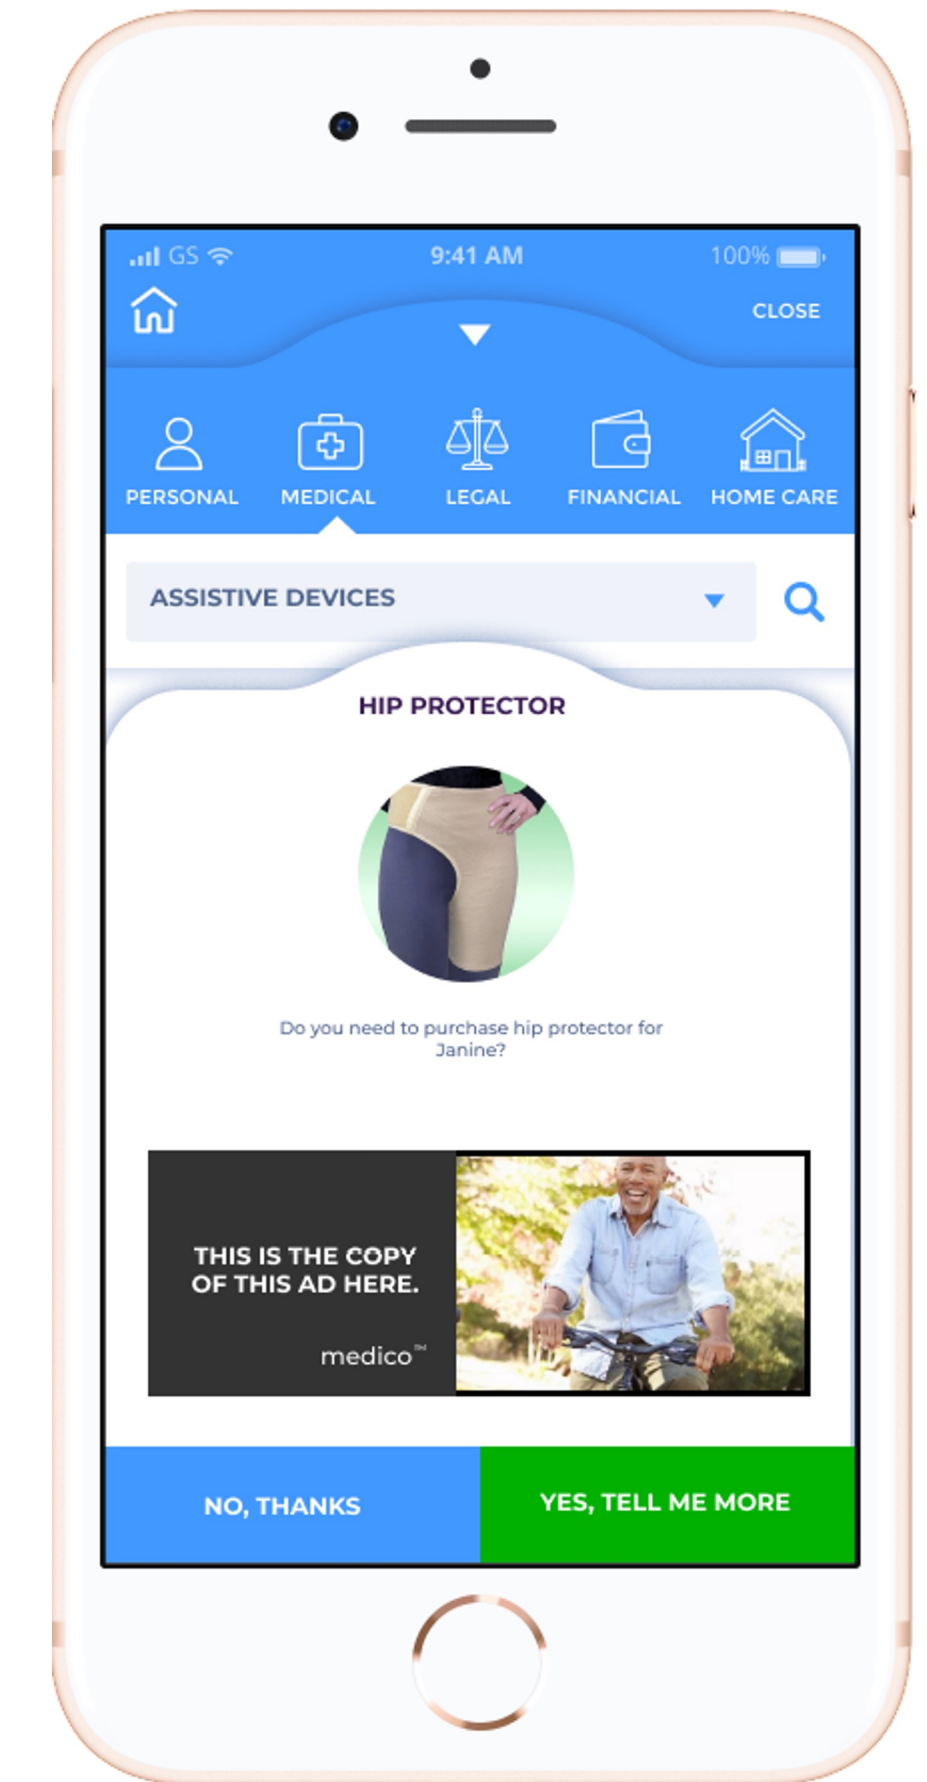 GS 9:41 AM 100%
CLOSE
PERSONAL MEDICAL LEGAL FINANCIAL HOME CARE
ASSISTIVE DEVICES
HIP PROTECTOR
Do you need to purchase hip protector for
Janine?
THIS IS THE COPY
OF THIS AD HERE.
medico™
NO, THANKS YES, TELL ME MORE